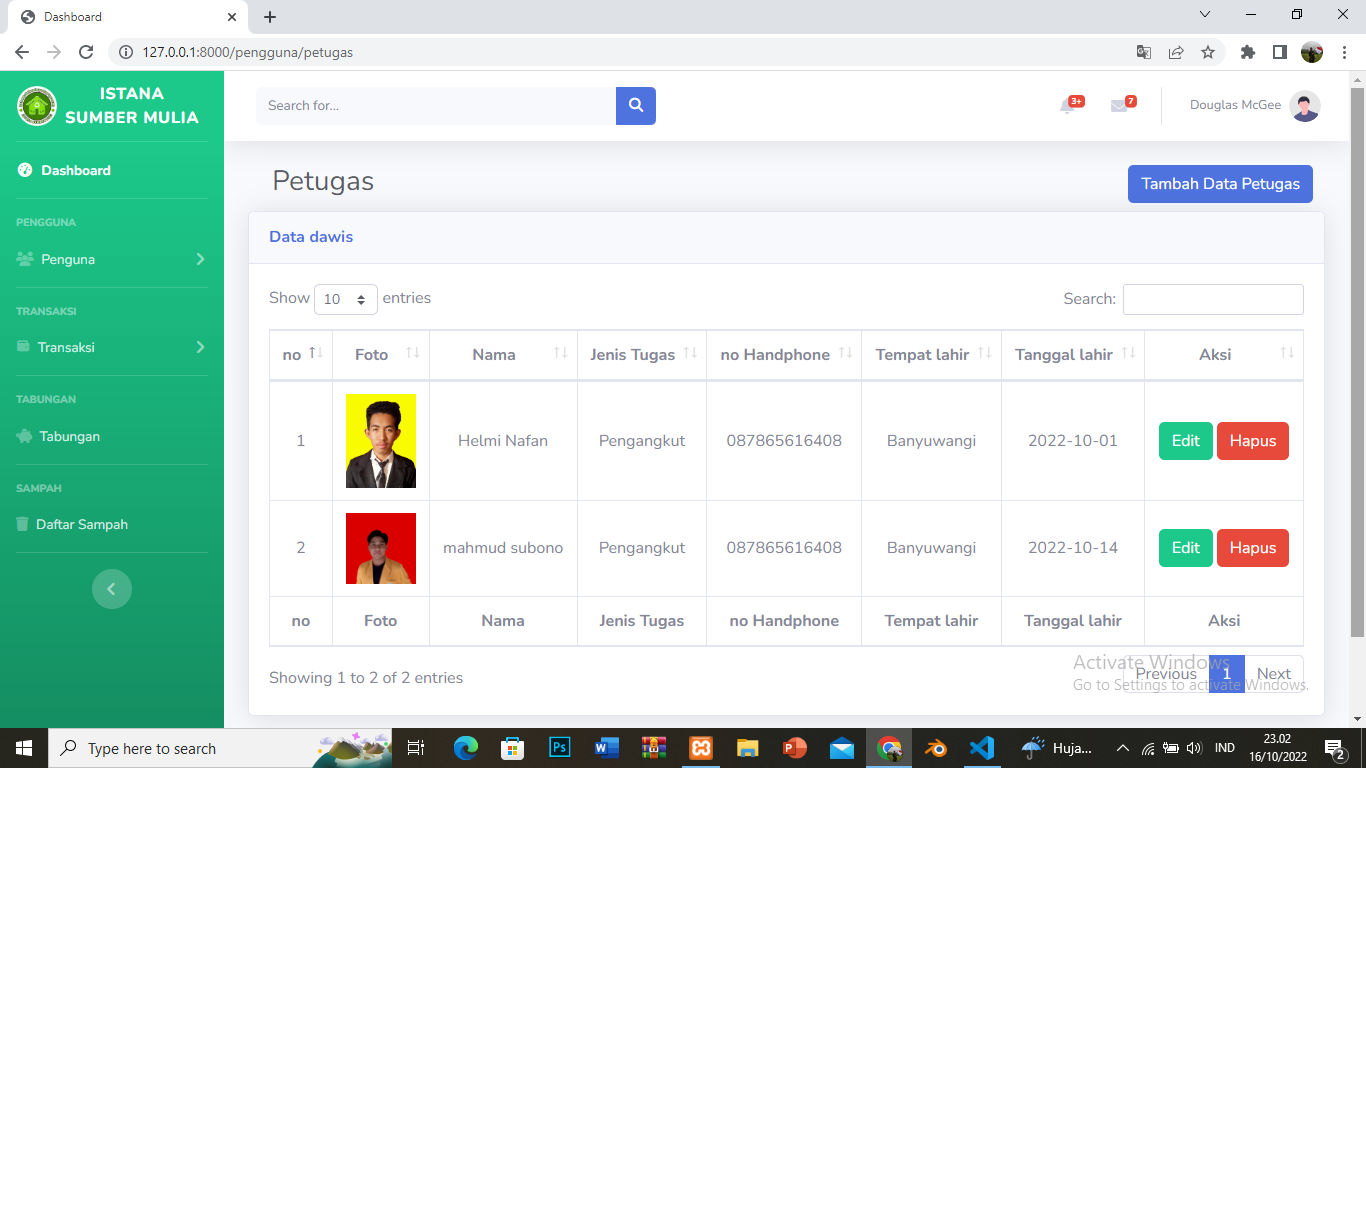 Dashboard
127.0.0.1:8000/pengguna/petugas
ISTANA
SUMBER MULIA
Search for...
3+
7
Douglas McGee
Dashboard
Petugas
Tambah Data Petugas
PENGGUNA
Penguna
Data dawis
TRANSAKSI
Transaksi
TABUNGAN
Tabungan
SAMPAH
Daftar Sampah
Show 10 entries
Search:
no Foto Nama Jenis Tugas no Handphone Tempat lahir Tanggal lahir Aksi
1 Helmi Nafan Pengangkut 087865616408 Banyuwangi 2022-10-01 Edit Hapus
2 mahmud subono Pengangkut 087865616408 Banyuwangi 2022-10-14 Edit Hapus
no Foto Nama Jenis Tugas no Handphone Tempat lahir Tanggal lahir Aksi
Showing 1 to 2 of 2 entries
Previous 1 Next
Activate Windows
Go to Settings to activate Windows.
Type here to search
Ps
W
P
Huja...
IND
23.02
16/10/2022
2